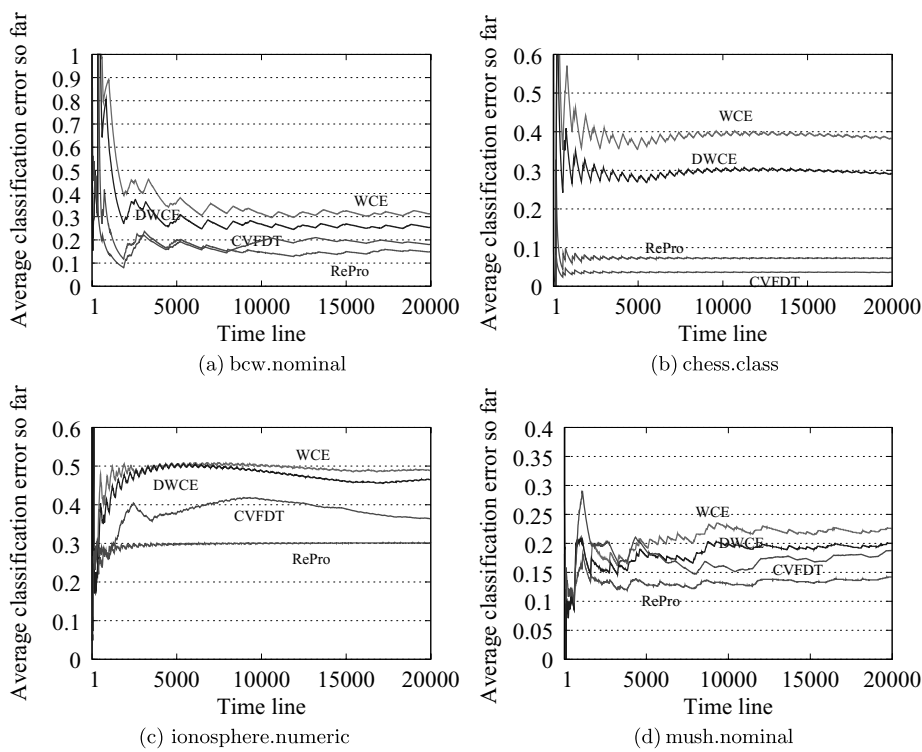 Average classification error so far
1
0.9
0.8
0.7
0.6
0.5
0.4
0.3
0.2
0.1
0
WCE
DWCE
CVFDT
RePro
1 5000 10000 15000 20000
Time line
(a) bcw.nominal
Average classification error so far
0.6
0.5
0.4
0.3
0.2
0.1
0
WCE
DWCE
RePro
CVFDT
1 5000 10000 15000 20000
Time line
(b) chess.class
Average classification error so far
0.6
0.5
0.4
0.3
0.2
0.1
0
WCE
DWCE
CVFDT
RePro
1 5000 10000 15000 20000
Time line
(c) ionosphere.numeric
Average classification error so far
0.4
0.35
0.3
0.25
0.2
0.15
0.1
0.05
0
WCE
DWCE
CVFDT
RePro
1 5000 10000 15000 20000
Time line
(d) mush.nominal